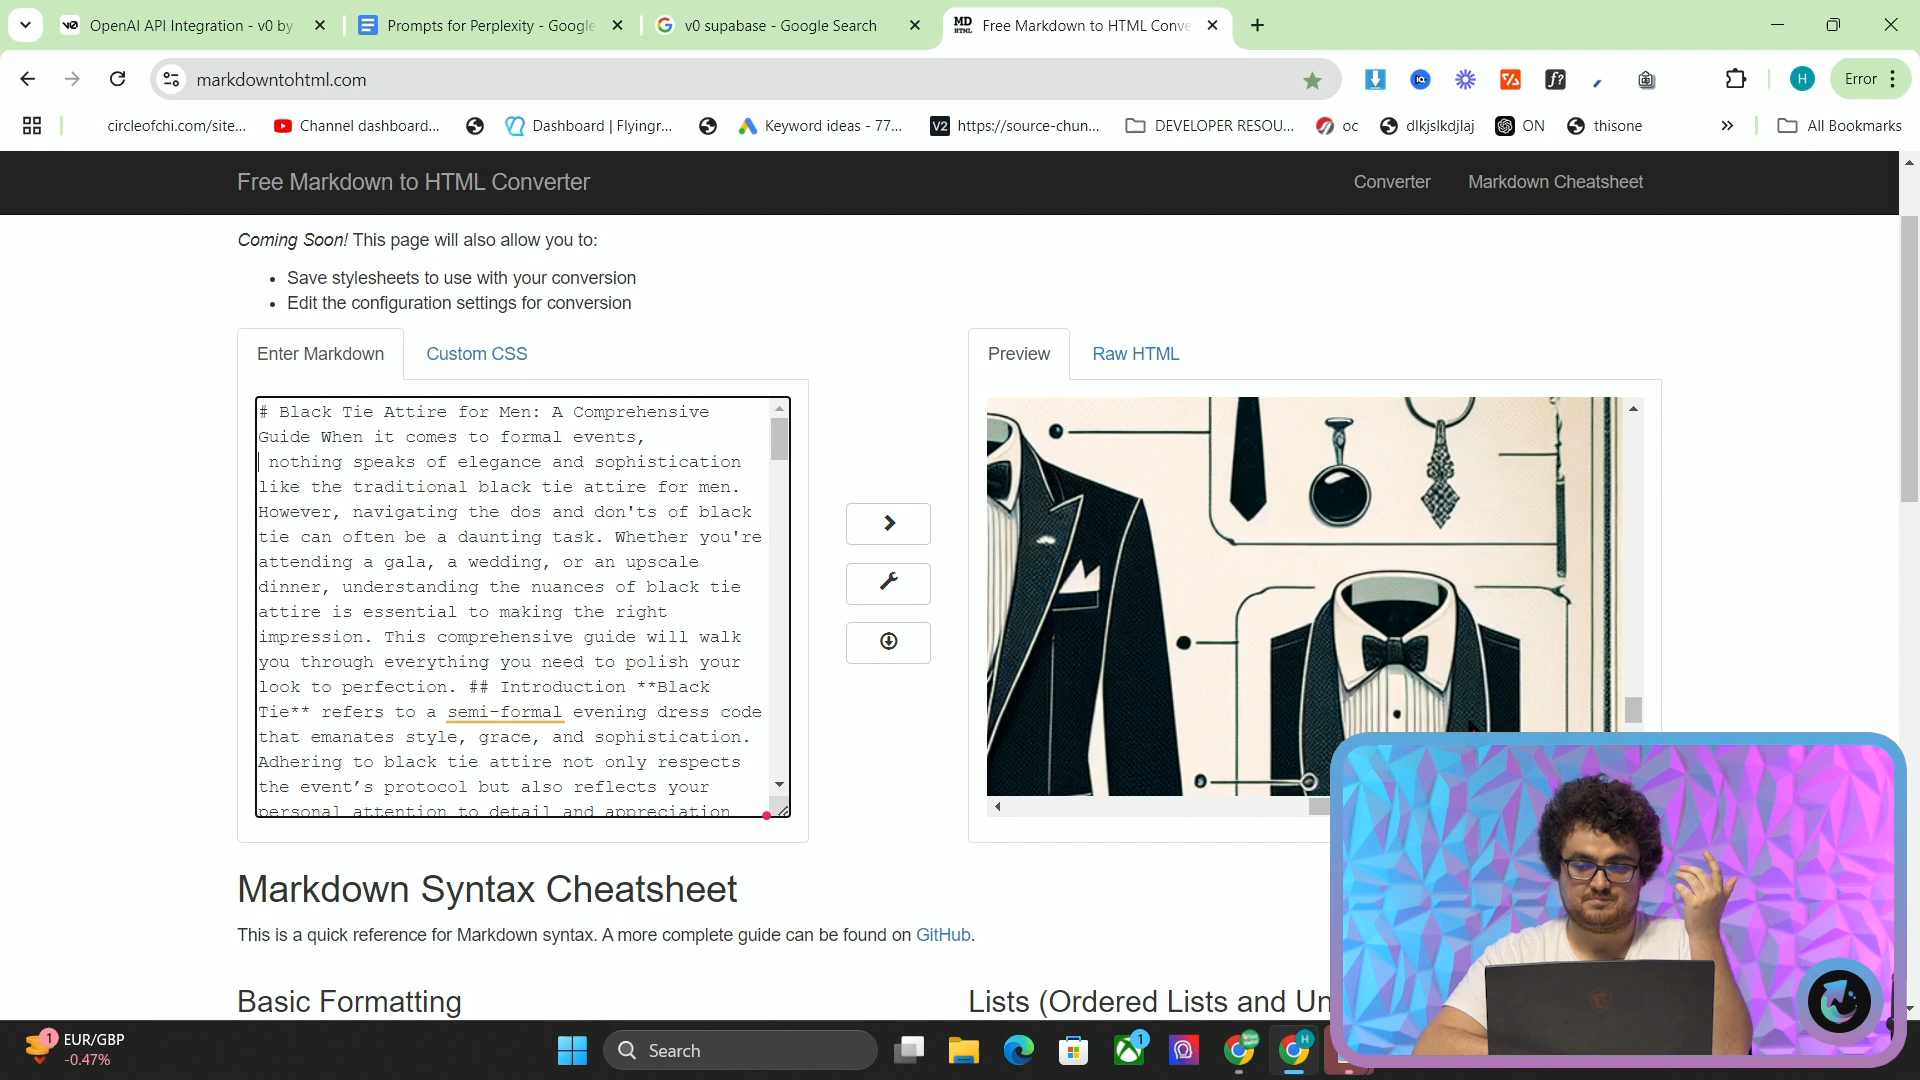 OpenAI API Integration - v0 by
Prompts for Perplexity - Google
v0 supabase - Google Search
MD HTML
Free Markdown to HTML Conve
markdowntohtml.com
H
Error
circleofchi.com/site...
Channel dashboard...
Dashboard | Flyingr...
Keyword ideas - 77...
V2
https://source-chun...
DEVELOPER RESOU...
oc
dlkjslkdjlaj
ON
thisone
All Bookmarks
Free Markdown to HTML Converter
Converter
Markdown Cheatsheet
Coming Soon! This page will also allow you to:
Save stylesheets to use with your conversion
Edit the configuration settings for conversion
Enter Markdown
Custom CSS
Preview
Raw HTML
# Black Tie Attire for Men: A Comprehensive
Guide When it comes to formal events,
nothing speaks of elegance and sophistication
like the traditional black tie attire for men.
However, navigating the dos and don'ts of black
tie can often be a daunting task. Whether you're
attending a gala, a wedding, or an upscale
dinner, understanding the nuances of black tie
attire is essential to making the right
impression. This comprehensive guide will walk
you through everything you need to polish your
look to perfection. ## Introduction **Black
Tie** refers to a semi-formal evening dress code
that emanates style, grace, and sophistication.
Adhering to black tie attire not only respects
the event’s protocol but also reflects your
personal attention to detail and appreciation
Markdown Syntax Cheatsheet
This is a quick reference for Markdown syntax. A more complete guide can be found on GitHub.
Basic Formatting
Lists (Ordered Lists and Un
1
EUR/GBP
-0.47%
Search
1
H